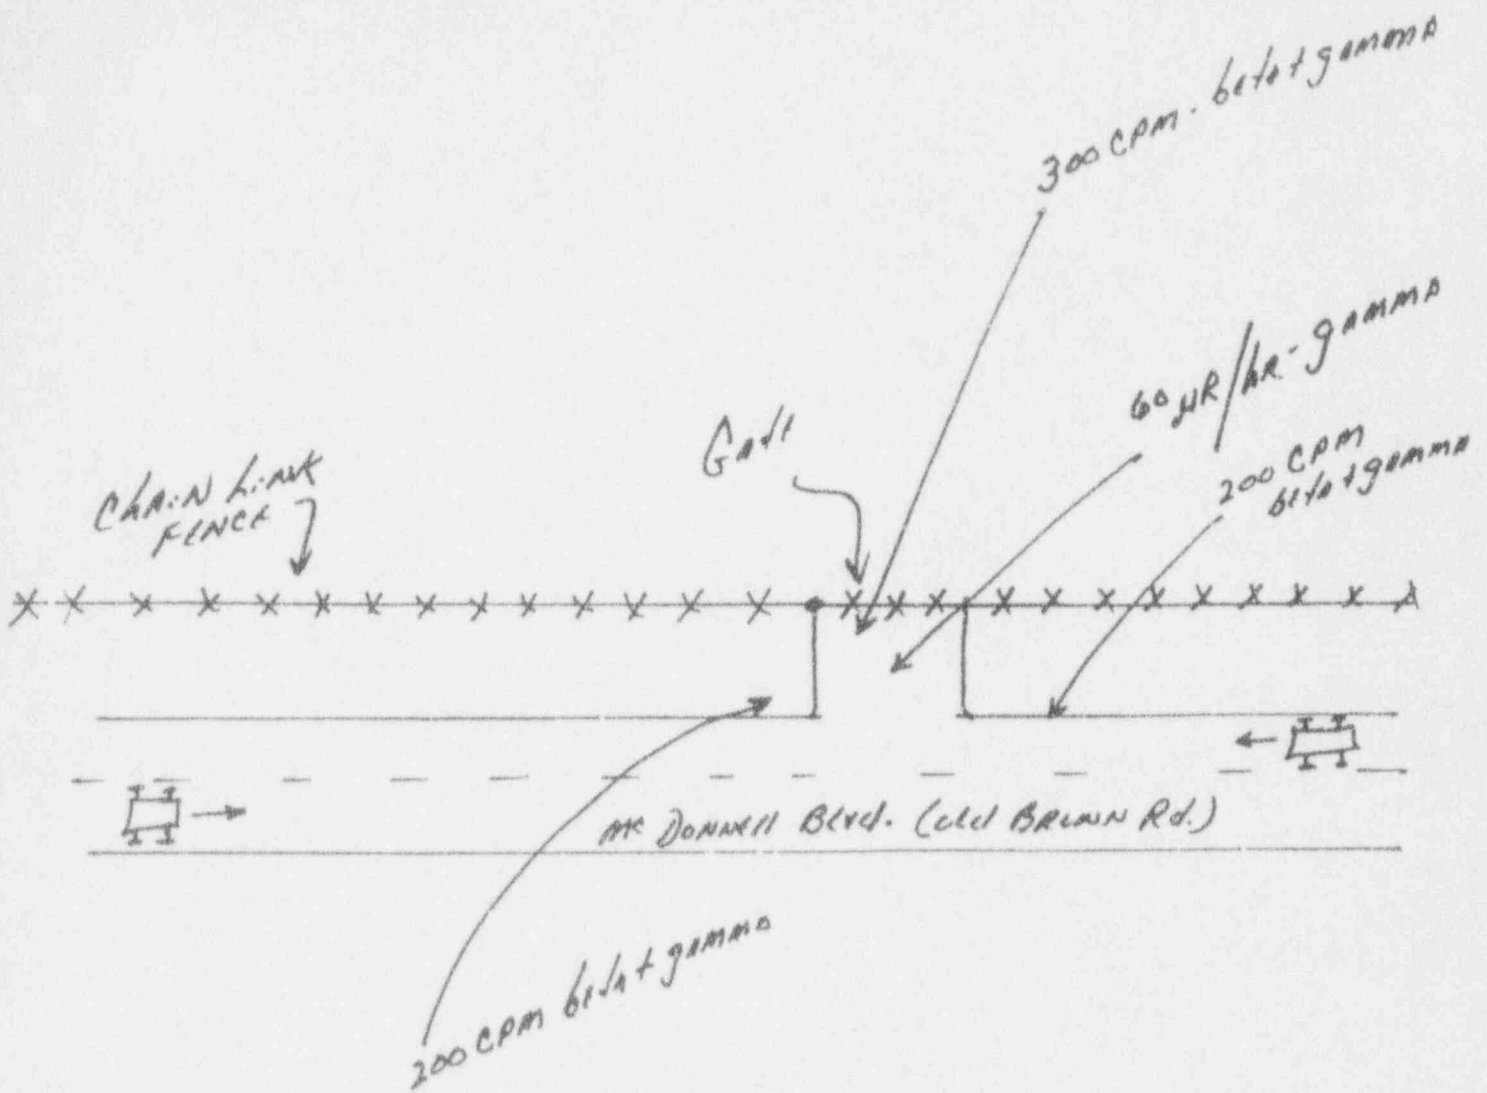 300 CPM - beta + gamma
60 µR/hr - gamma
Gate
200 CPM
beta + gamma
Chain Link
Fence
Mc Donnell Blvd. (old Brown Rd.)
200 CPM beta + gamma